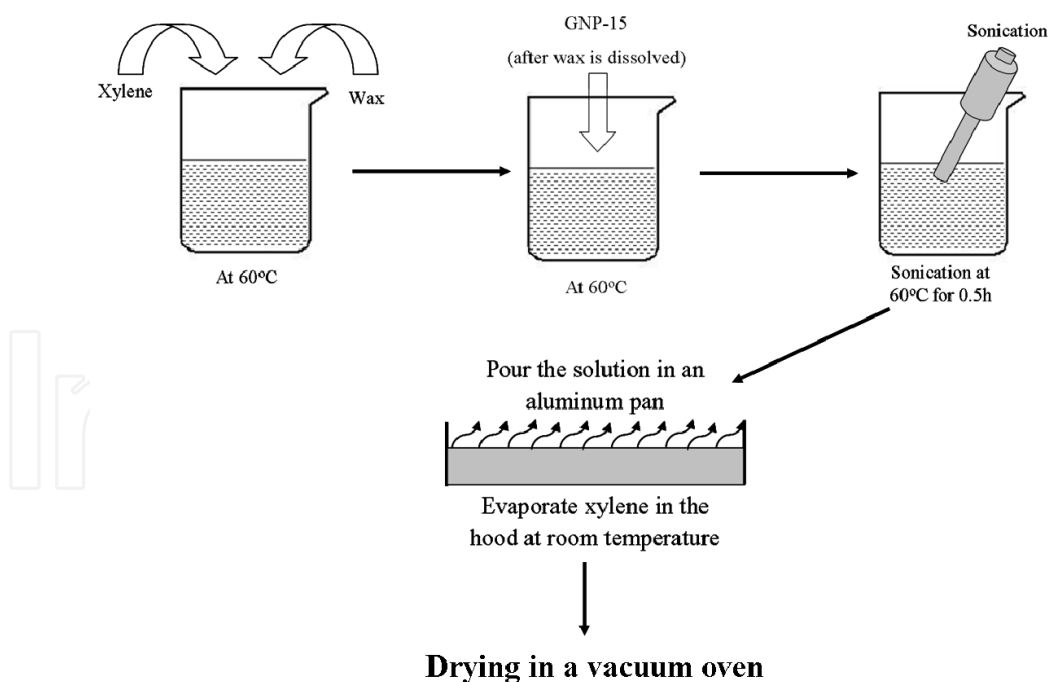 Xylene
Wax
At 60°C
GNP-15
(after wax is dissolved)
At 60°C
Sonication
Sonication at
60°C for 0.5h
Pour the solution in an
aluminum pan
Evaporate xylene in the
hood at room temperature
Drying in a vacuum oven